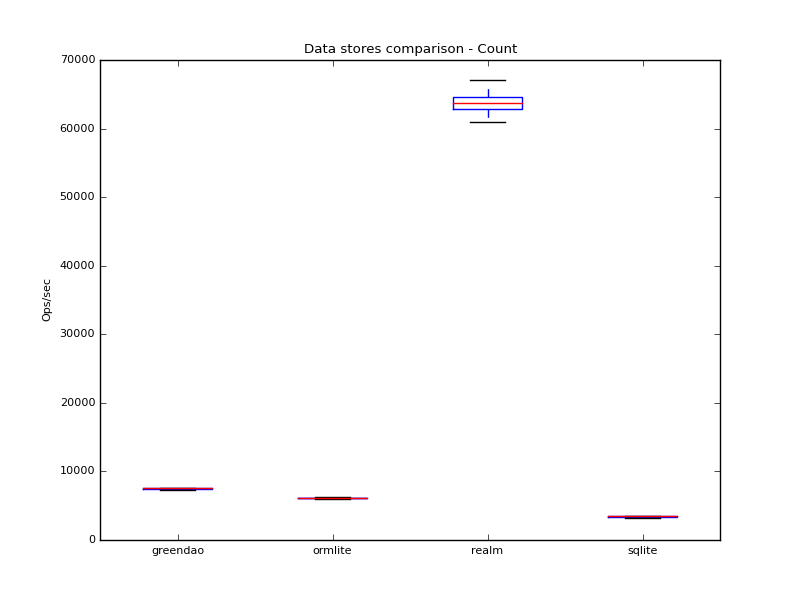 Data stores comparison - Count
70000
60000
50000
40000
30000
20000
10000
0
Ops/sec
greendao
ormlite
realm
sqlite